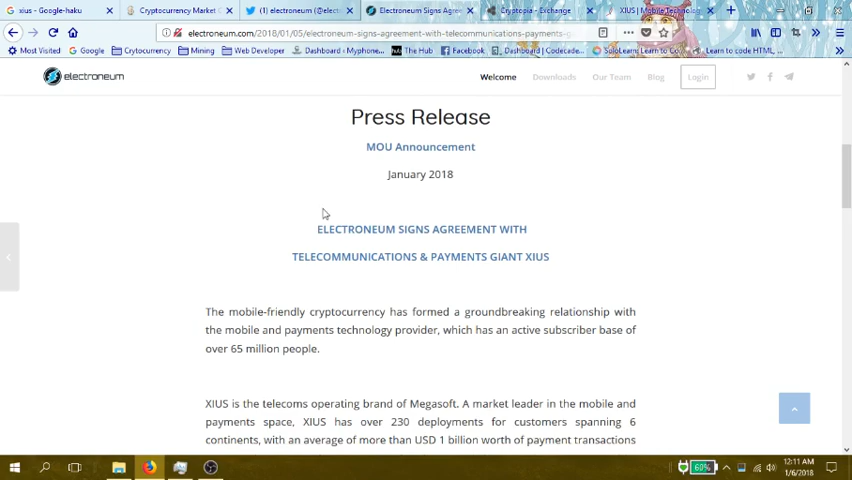 xius - Google-haku
Cryptocurrency Market
(1) electroneum (@elect
Electroneum Signs Agree
Cryptopia - Exchange
XIUS | Mobile Technolog
electroneum.com/2018/01/05/electroneum-signs-agreement-with-telecommunications-payments-g
Most Visited
Google
Crytocurrency
Mining
Web Developer
Dashboard ‹ Myphone...
The Hub
Facebook
Dashboard | Codecade...
SoloLearn: Learn to Co...
Learn to code HTML, ...
electroneum
Welcome
Downloads
Our Team
Blog
Login
Press Release
MOU Announcement
January 2018
ELECTRONEUM SIGNS AGREEMENT WITH
TELECOMMUNICATIONS & PAYMENTS GIANT XIUS
The mobile-friendly cryptocurrency has formed a groundbreaking relationship with
the mobile and payments technology provider, which has an active subscriber base of
over 65 million people.
XIUS is the telecoms operating brand of Megasoft. A market leader in the mobile and
payments space, XIUS has over 230 deployments for customers spanning 6
continents, with an average of more than USD 1 billion worth of payment transactions
60%
12:11 AM
1/6/2018